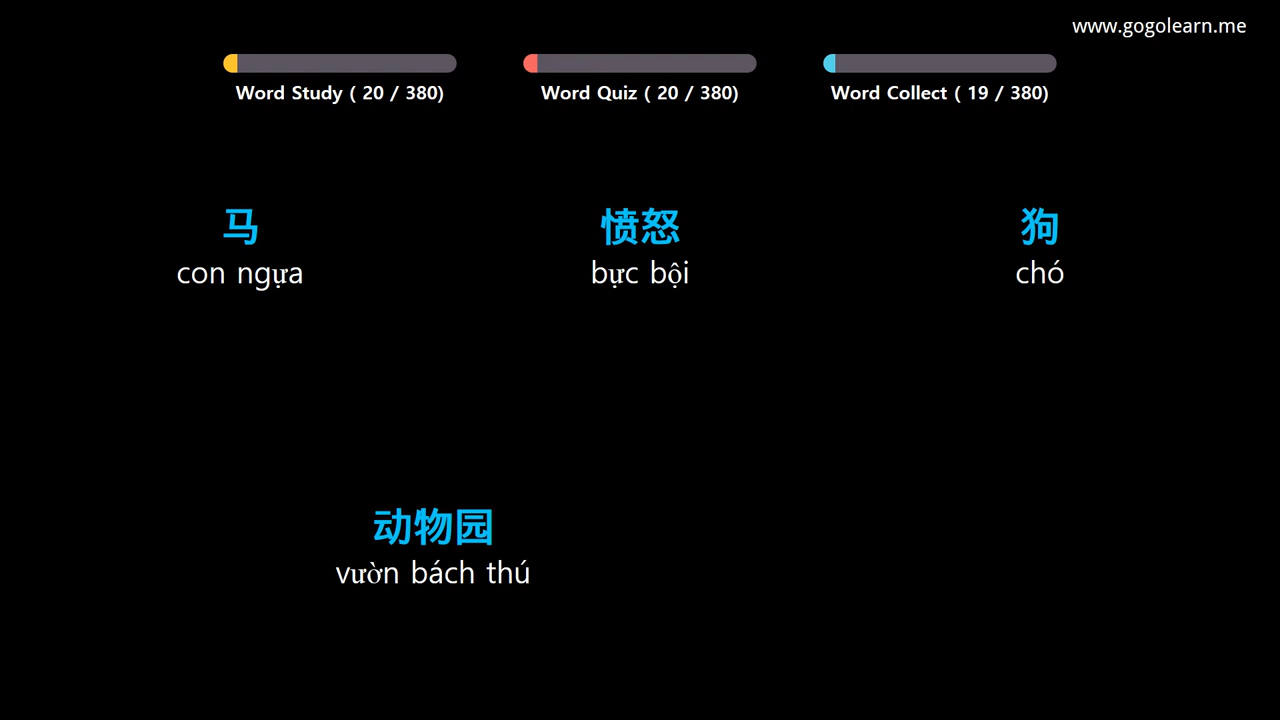 www.gogolearn.me
Word Study ( 20 / 380)
Word Quiz ( 20 / 380)
Word Collect ( 19 / 380)
马
con ngựa
愤怒
bực bội
狗
chó
动物园
vườn bách thú